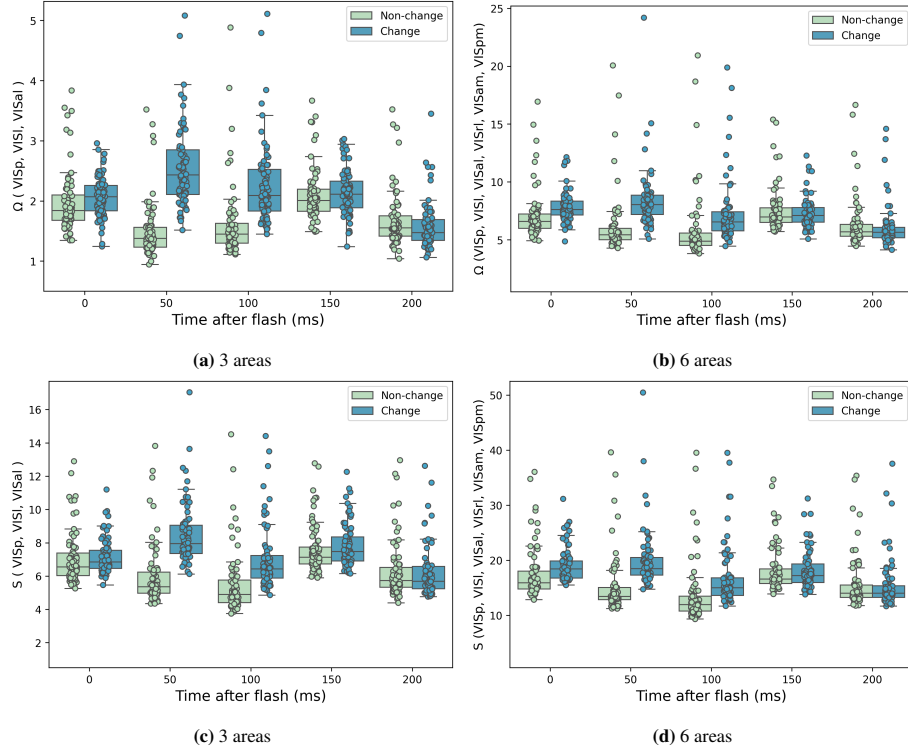 Non-change
Change
5
4
3
2
1
Ω ( VISp, VISl, VISal )
0 50 100 150 200
Time after flash (ms)
(a) 3 areas
Non-change
Change
25
20
15
10
5
Ω (VISp, VISl, VISal, VISrl, VISam, VISpm)
0 50 100 150 200
Time after flash (ms)
(b) 6 areas
Non-change
Change
16
14
12
10
8
6
4
2
S ( VISp, VISl, VISal )
0 50 100 150 200
Time after flash (ms)
(c) 3 areas
Non-change
Change
50
40
30
20
10
S (VISp, VISl, VISal, VISrl, VISam, VISpm)
0 50 100 150 200
Time after flash (ms)
(d) 6 areas